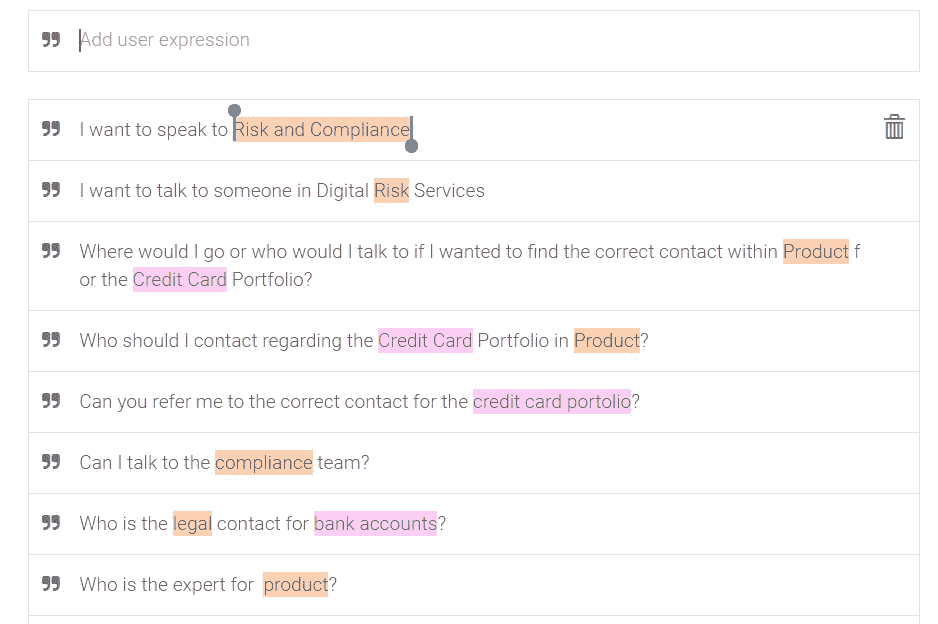 Add user expression
I want to speak to Risk and Compliance
I want to talk to someone in Digital Risk Services
Where would I go or who would I talk to if I wanted to find the correct contact within Product f
or the Credit Card Portfolio?
Who should I contact regarding the Credit Card Portfolio in Product?
Can you refer me to the correct contact for the credit card portolio?
Can I talk to the compliance team?
Who is the legal contact for bank accounts?
Who is the expert for  product?